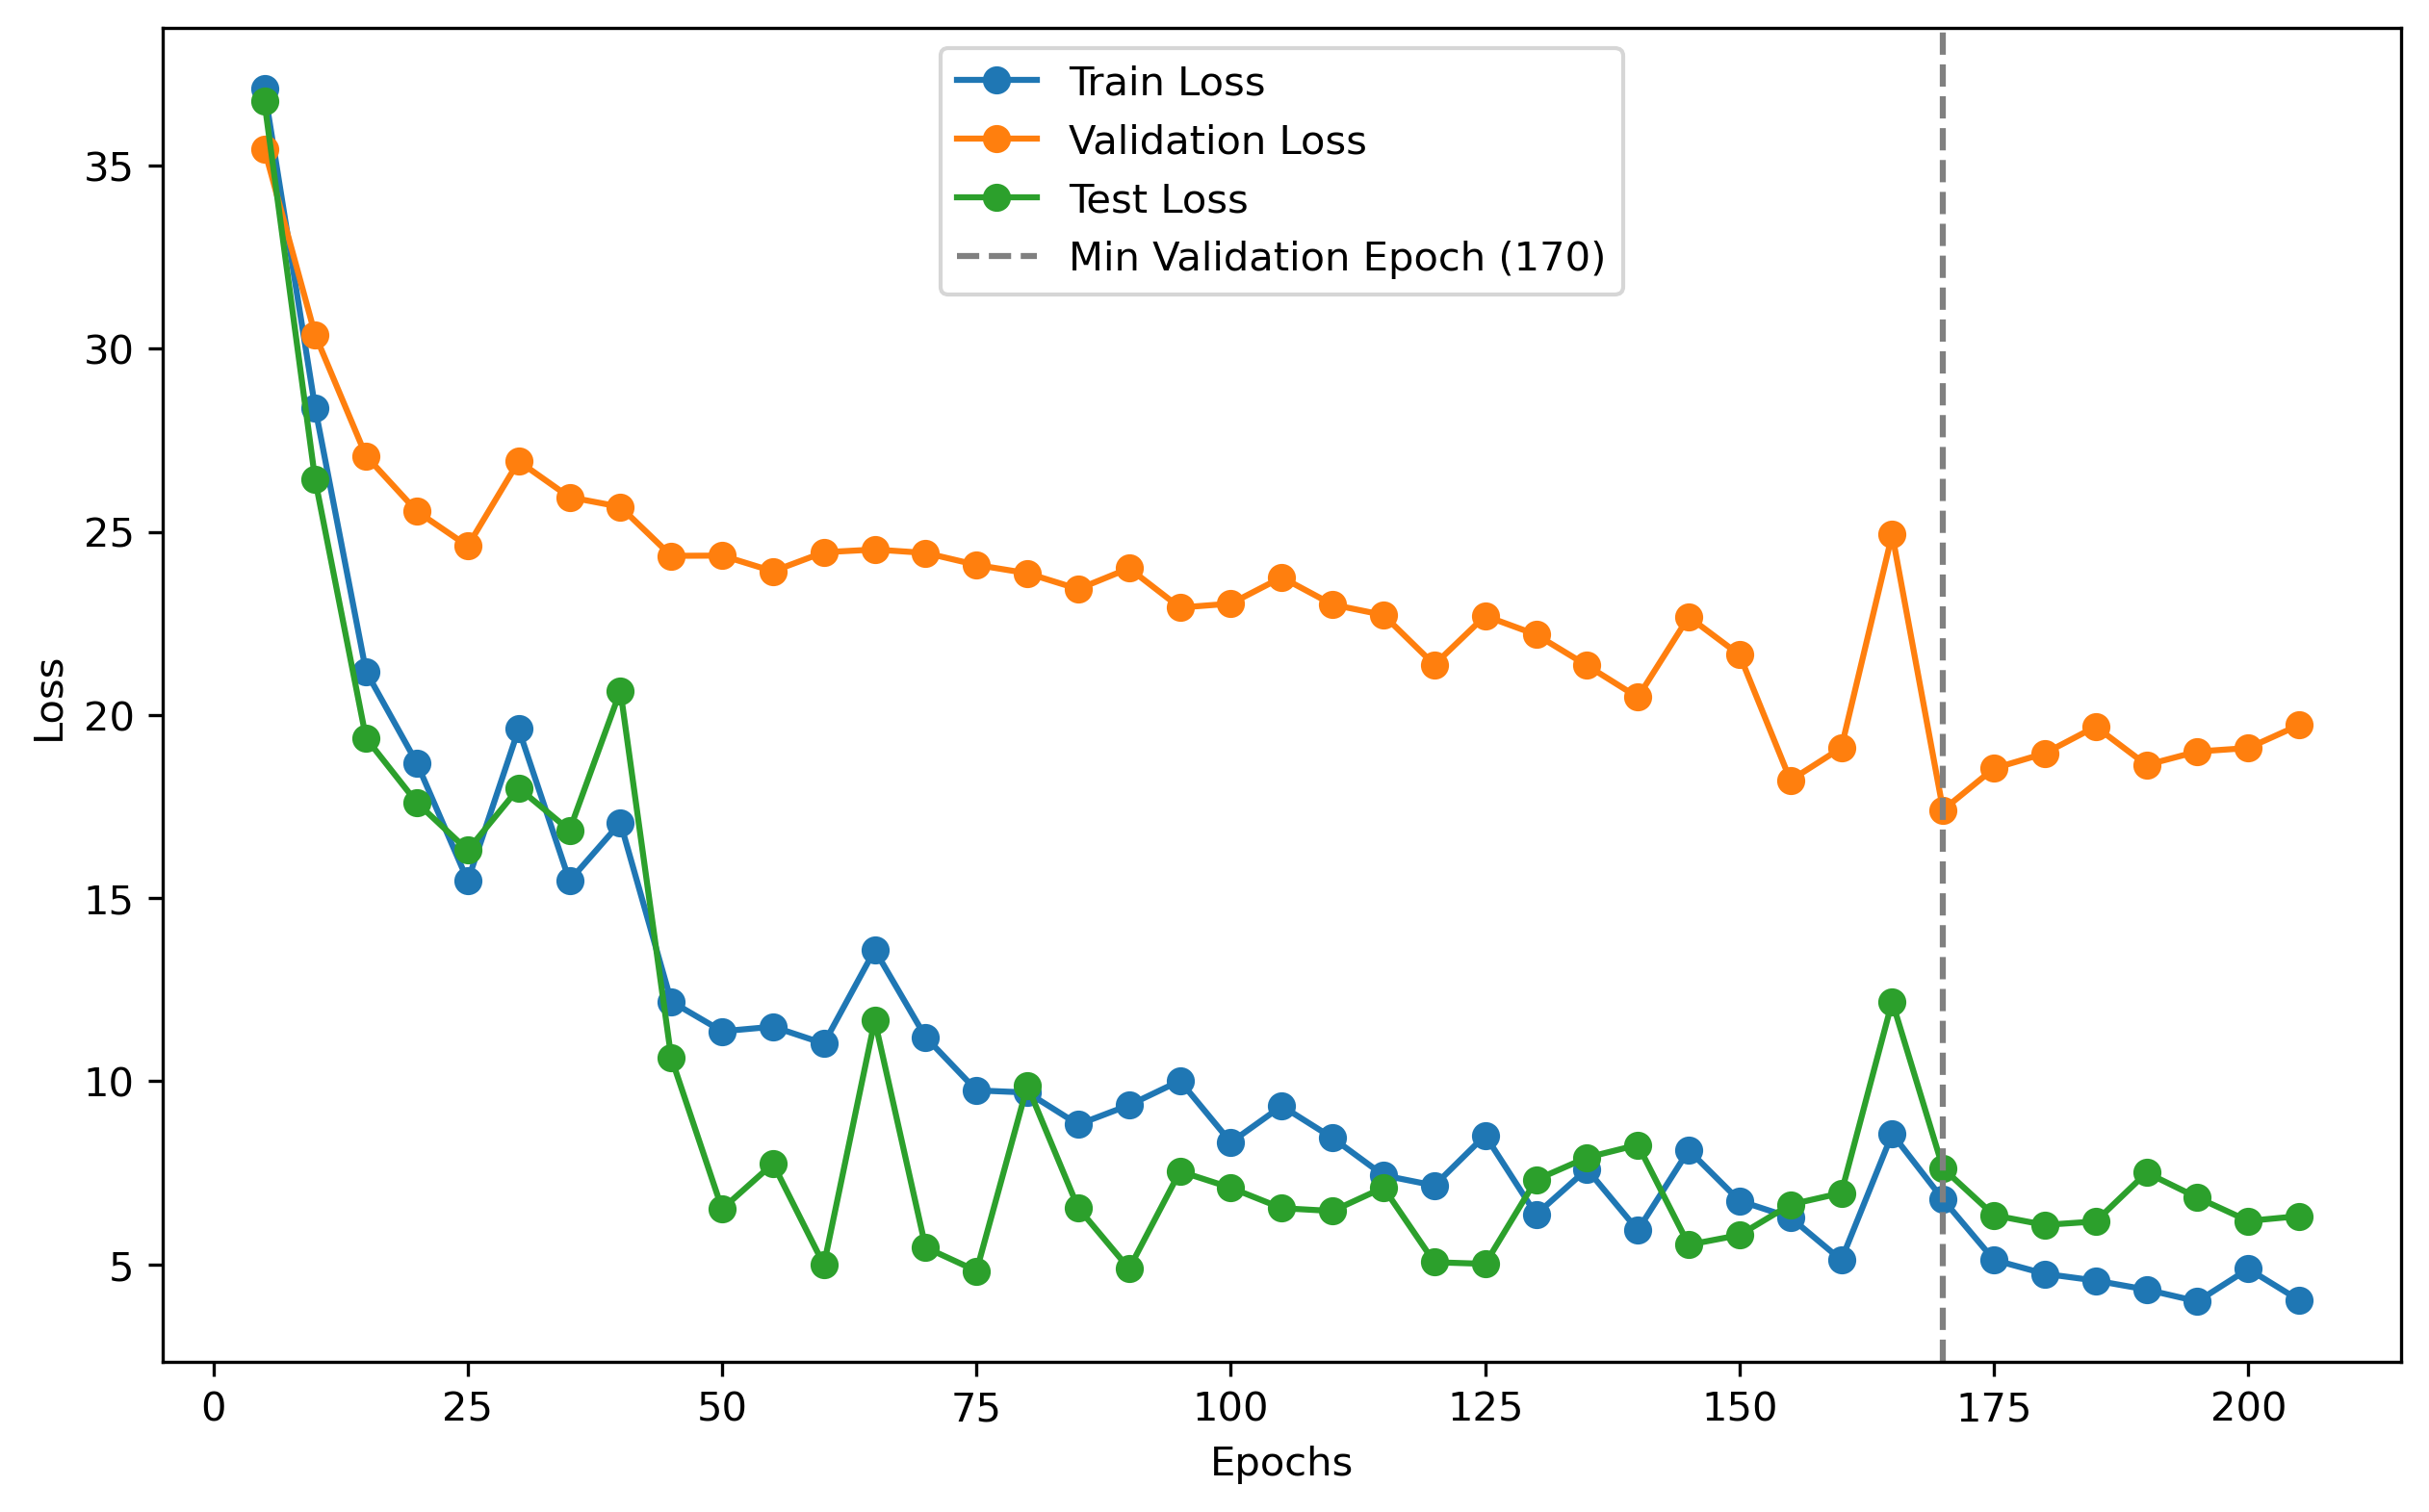 Train Loss
Validation Loss
Test Loss
Min Validation Epoch (170)
35
30
25
20
15
10
5
Loss
0 25 50 75 100 125 150 175 200
Epochs